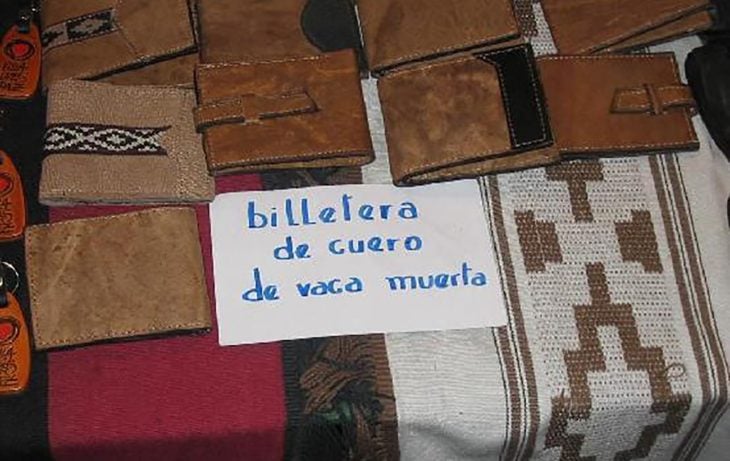 billetera
de cuero
de vaca muerta